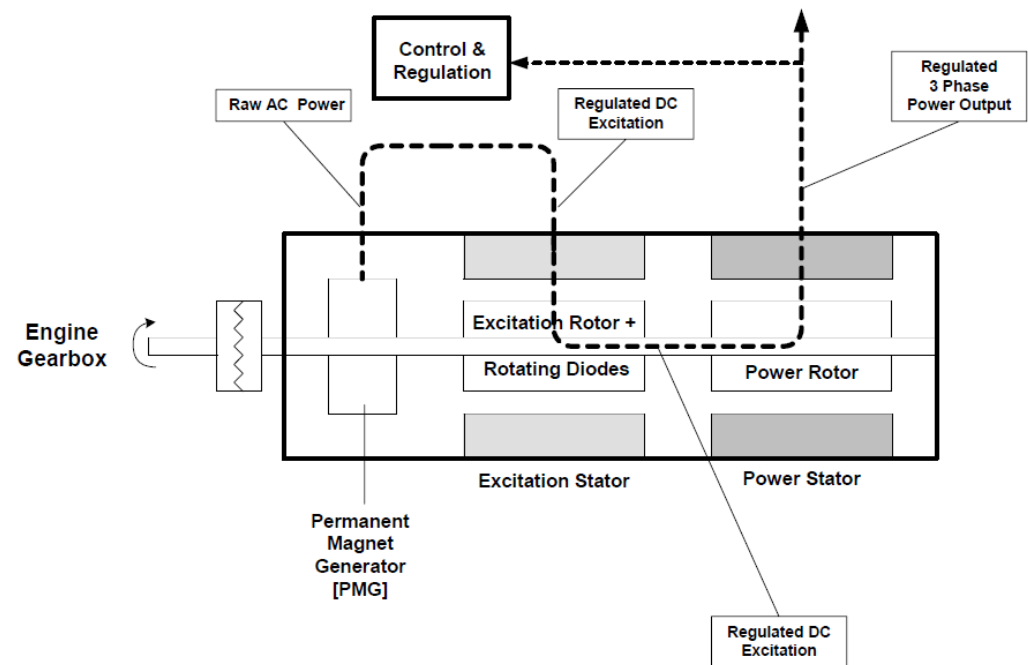 Control &
Regulation
Regulated
3 Phase
Power Output
Raw AC Power
Regulated DC
Excitation
Engine
Gearbox
Excitation Rotor +
Rotating Diodes
Power Rotor
Excitation Stator
Power Stator
Permanent
Magnet
Generator
[PMG]
Regulated DC
Excitation